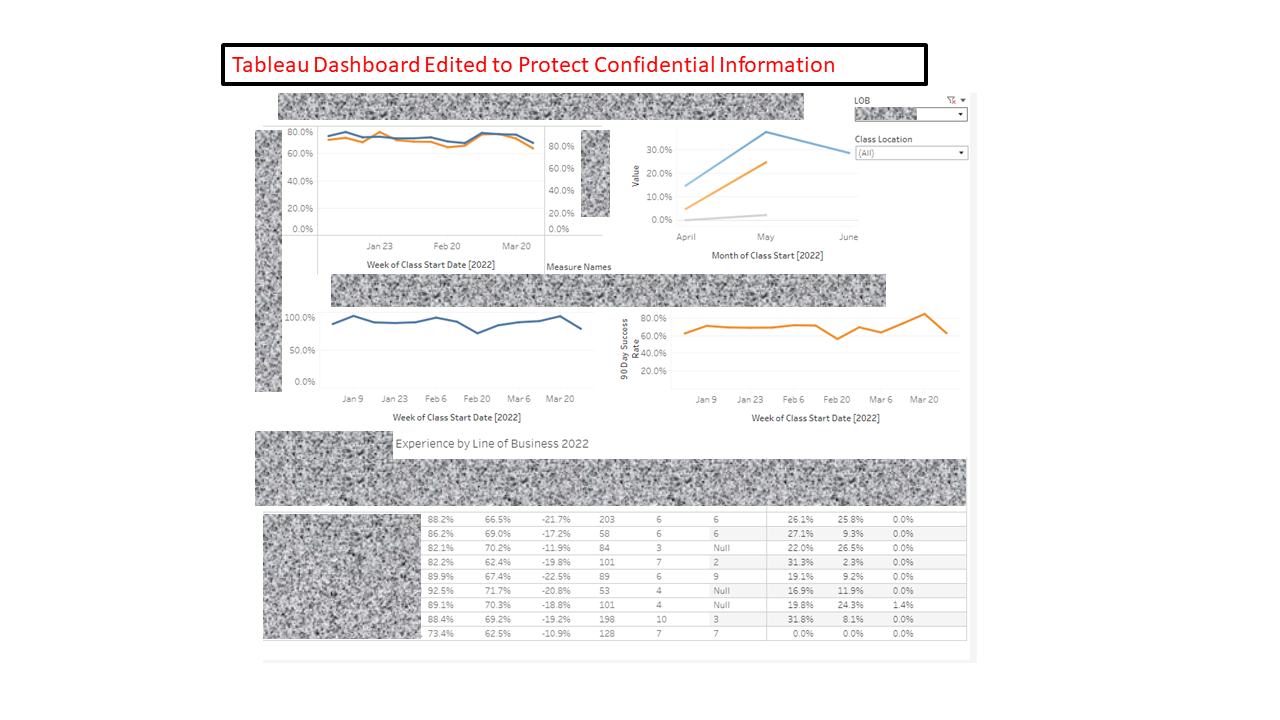 Tableau Dashboard Edited to Protect Confidential Information
LOB
Class Location
(All)
80.0%
60.0%
40.0%
20.0%
0.0%
Jan 23 Feb 20 Mar 20
Week of Class Start Date [2022]
80.0%
60.0%
40.0%
20.0%
0.0%
Measure Names
Value
30.0%
20.0%
10.0%
0.0%
April May June
Month of Class Start [2022]
100.0%
50.0%
0.0%
Jan 9 Jan 23 Feb 6 Feb 20 Mar 6 Mar 20
Week of Class Start Date [2022]
90 Day Success
Rate
80.0%
60.0%
40.0%
20.0%
Jan 9 Jan 23 Feb 6 Feb 20 Mar 6 Mar 20
Week of Class Start Date [2022]
Experience by Line of Business 2022
88.2% 66.5% -21.7% 203 6 6 26.1% 25.8% 0.0%
86.2% 69.0% -17.2% 58 6 6 27.1% 9.3% 0.0%
82.1% 70.2% -11.9% 84 3 Null 22.0% 26.5% 0.0%
82.2% 62.4% -19.8% 101 7 2 31.3% 2.3% 0.0%
89.9% 67.4% -22.5% 89 6 9 19.1% 9.2% 0.0%
92.5% 71.7% -20.8% 53 4 Null 16.9% 11.9% 0.0%
89.1% 70.3% -18.8% 101 4 Null 19.8% 24.3% 1.4%
88.4% 69.2% -19.2% 198 10 3 31.8% 8.1% 0.0%
73.4% 62.5% -10.9% 128 7 7 0.0% 0.0% 0.0%